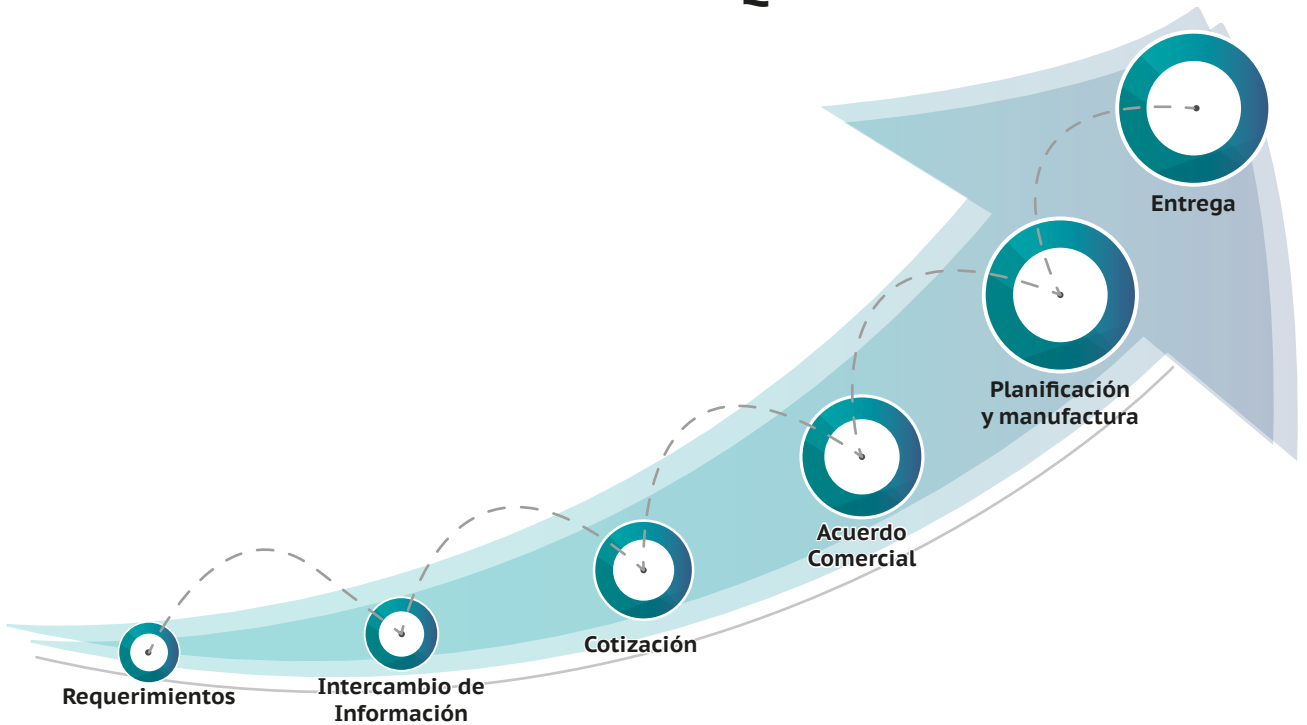 Requerimientos
Intercambio de
Información
Cotización
Acuerdo
Comercial
Planificación
y manufactura
Entrega